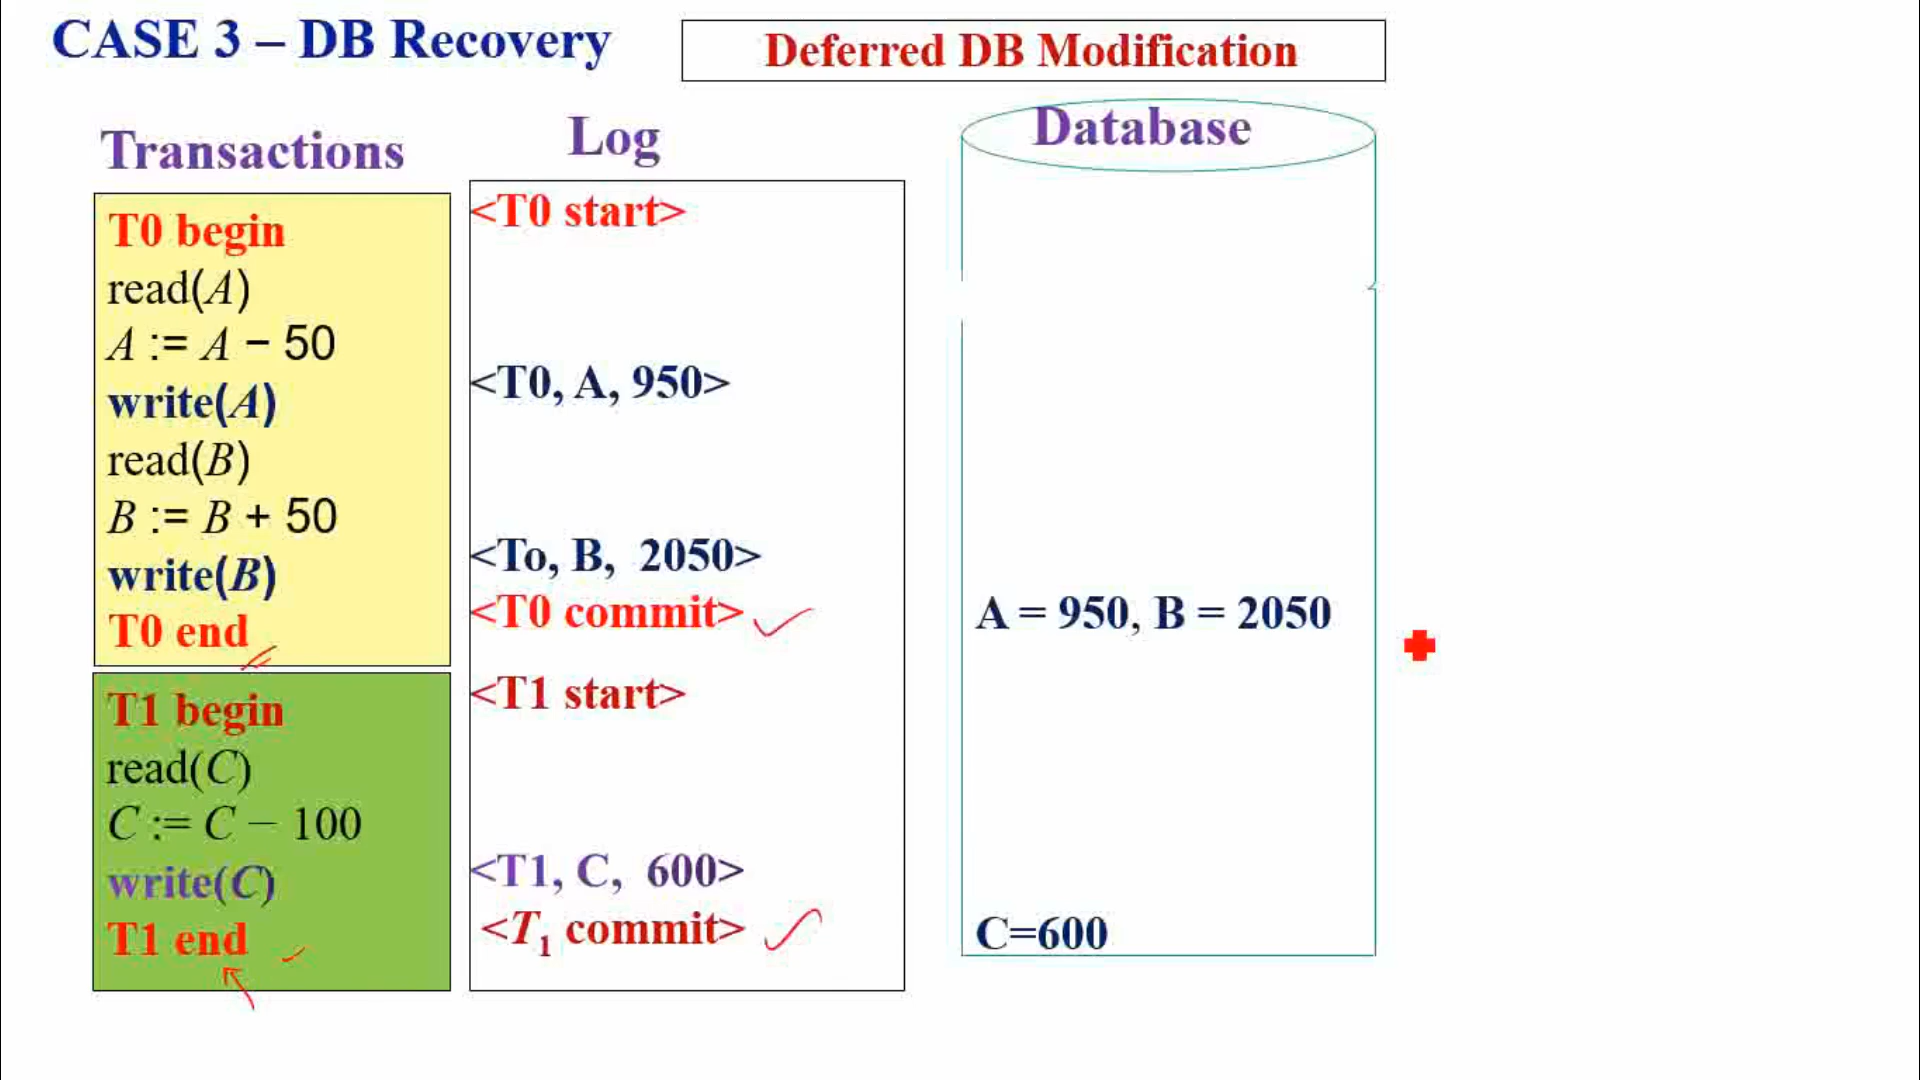 CASE 3 – DB Recovery
Deferred DB Modification
Transactions
Log
Database
T0 begin
read(A)
A := A − 50
write(A)
read(B)
B := B + 50
write(B)
T0 end
T1 begin
read(C)
C := C − 100
write(C)
T1 end
<T0 start>
<T0, A, 950>
<To, B, 2050>
<T0 commit>
<T1 start>
<T1, C, 600>
<T1 commit>
A = 950, B = 2050
C=600